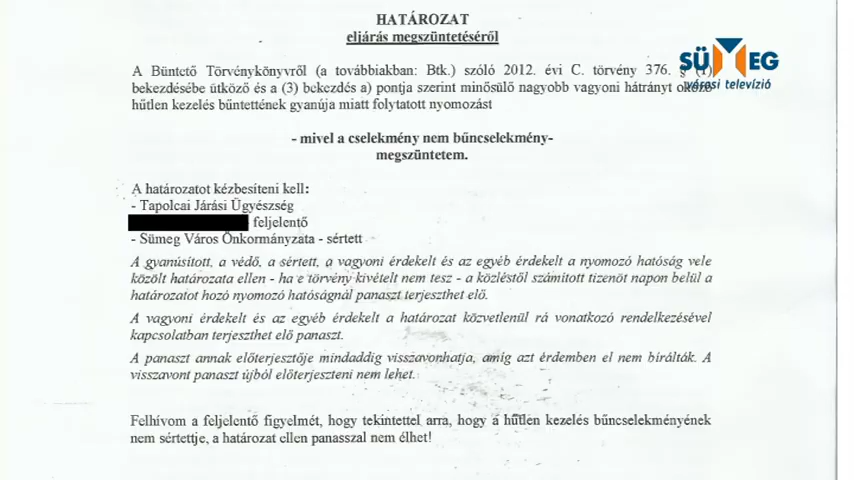 HATÁROZAT
eljárás megszüntetéséről
SÜMEG
városi televízió
A Büntető Törvénykönyvről (a továbbiakban: Btk.) szóló 2012. évi C. törvény 376. § (1)
bekezdésébe ütköző és a (3) bekezdés a) pontja szerint minősülő nagyobb vagyoni hátrányt okozó
hűtlen kezelés bűntettének gyanúja miatt folytatott nyomozást
- mivel a cselekmény nem bűncselekmény-
megszüntetem.
A határozatot kézbesíteni kell:
- Tapolcai Járási Ügyészség
feljelentő
- Sümeg Város Önkormányzata - sértett
A gyanúsított, a védő, a sértett, a vagyoni érdekelt és az egyéb érdekelt a nyomozó hatóság vele
közölt határozata ellen - ha e törvény kivételt nem tesz - a közléstől számított tizenöt napon belül a
határozatot hozó nyomozó hatóságnál panaszt terjeszthet elő.
A vagyoni érdekelt és az egyéb érdekelt a határozat közvetlenül rá vonatkozó rendelkezésével
kapcsolatban terjeszthet elő panaszt.
A panaszt annak előterjesztője mindaddig visszavonhatja, amíg azt érdemben el nem bírálták. A
visszavont panaszt újból előterjeszteni nem lehet.
Felhívom a feljelentő figyelmét, hogy tekintettel arra, hogy a hűtlen kezelés bűncselekményének
nem sértettje, a határozat ellen panasszal nem élhet!